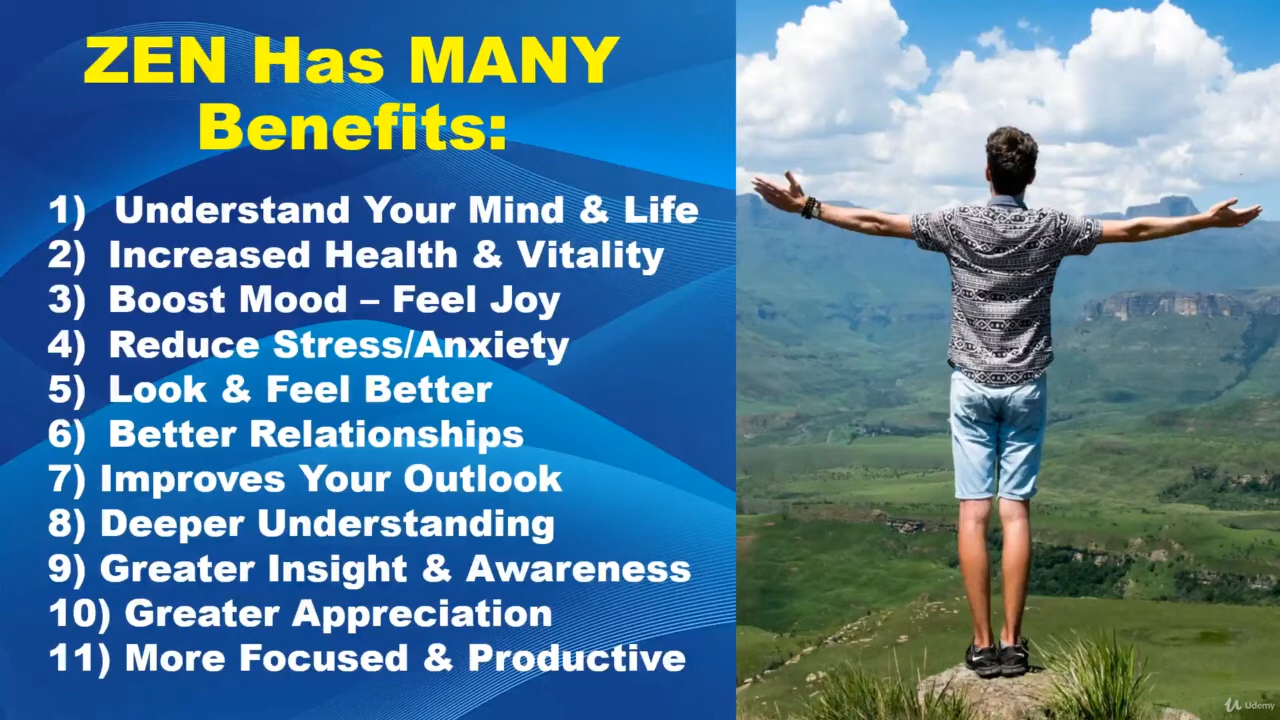 ZEN Has MANY
Benefits:
1) Understand Your Mind & Life
2) Increased Health & Vitality
3) Boost Mood – Feel Joy
4) Reduce Stress/Anxiety
5) Look & Feel Better
6) Better Relationships
7) Improves Your Outlook
8) Deeper Understanding
9) Greater Insight & Awareness
10) Greater Appreciation
11) More Focused & Productive
Udemy